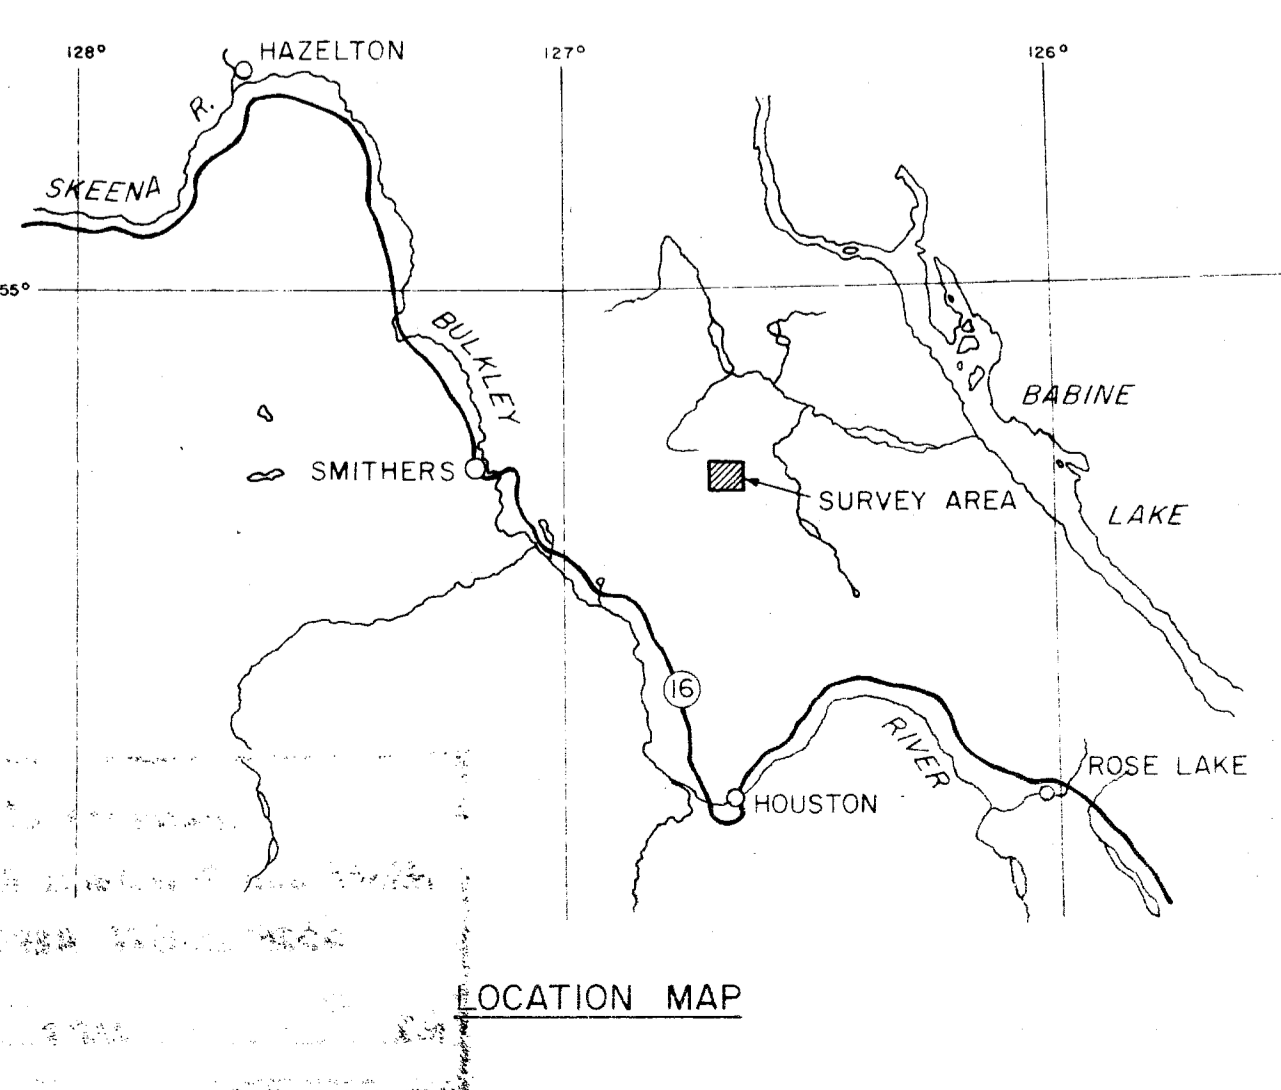 128° 127° 126°
HAZELTON
SKEENA R.
55°
BULKLEY
BABINE
SMITHERS
SURVEY AREA
LAKE
16
RIVER
ROSE LAKE
HOUSTON
LOCATION MAP